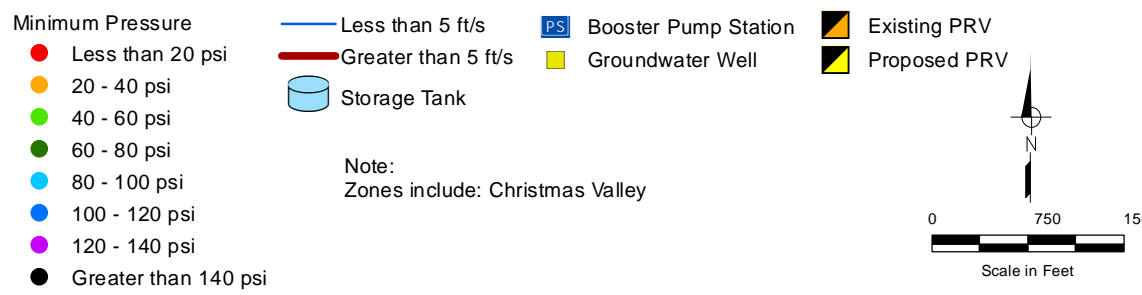 Minimum Pressure
Less than 20 psi
20 - 40 psi
40 - 60 psi
60 - 80 psi
80 - 100 psi
100 - 120 psi
120 - 140 psi
Greater than 140 psi
Less than 5 ft/s
Greater than 5 ft/s
Storage Tank
Note:
Zones include: Christmas Valley
PS Booster Pump Station
Groundwater Well
Existing PRV
Proposed PRV
N
0 750 15
Scale in Feet